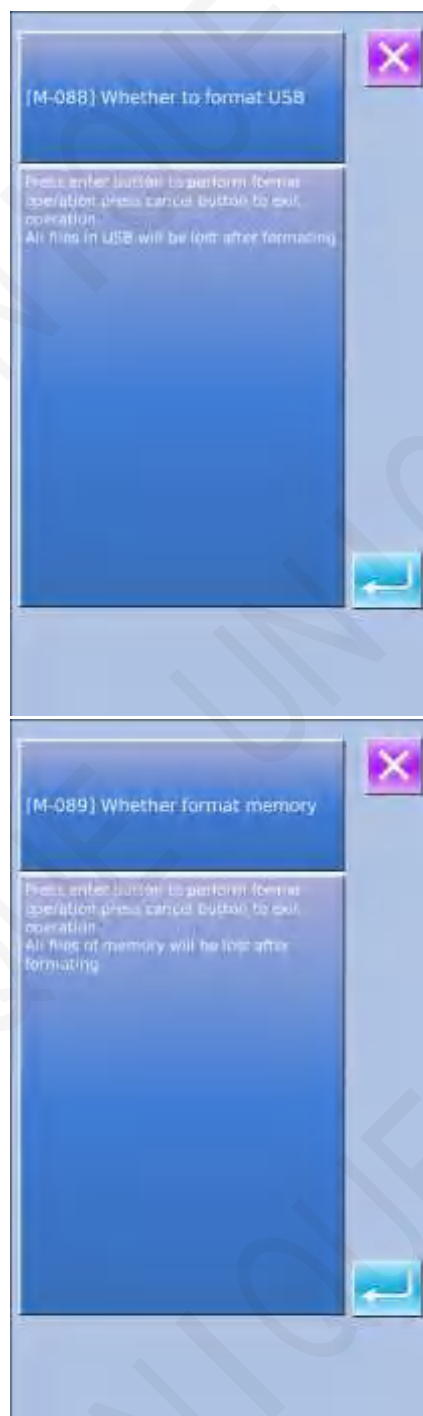 [M-088] Whether to format USB
Press enter button to perform format
operation press cancel button to exit
operation
All files in USB will be lost after formating
[M-089] Whether format memory
Press enter button to perform format
operation press cancel button to exit
operation
All files of memory will be lost after
formating
UNIQUE
UNIQUE